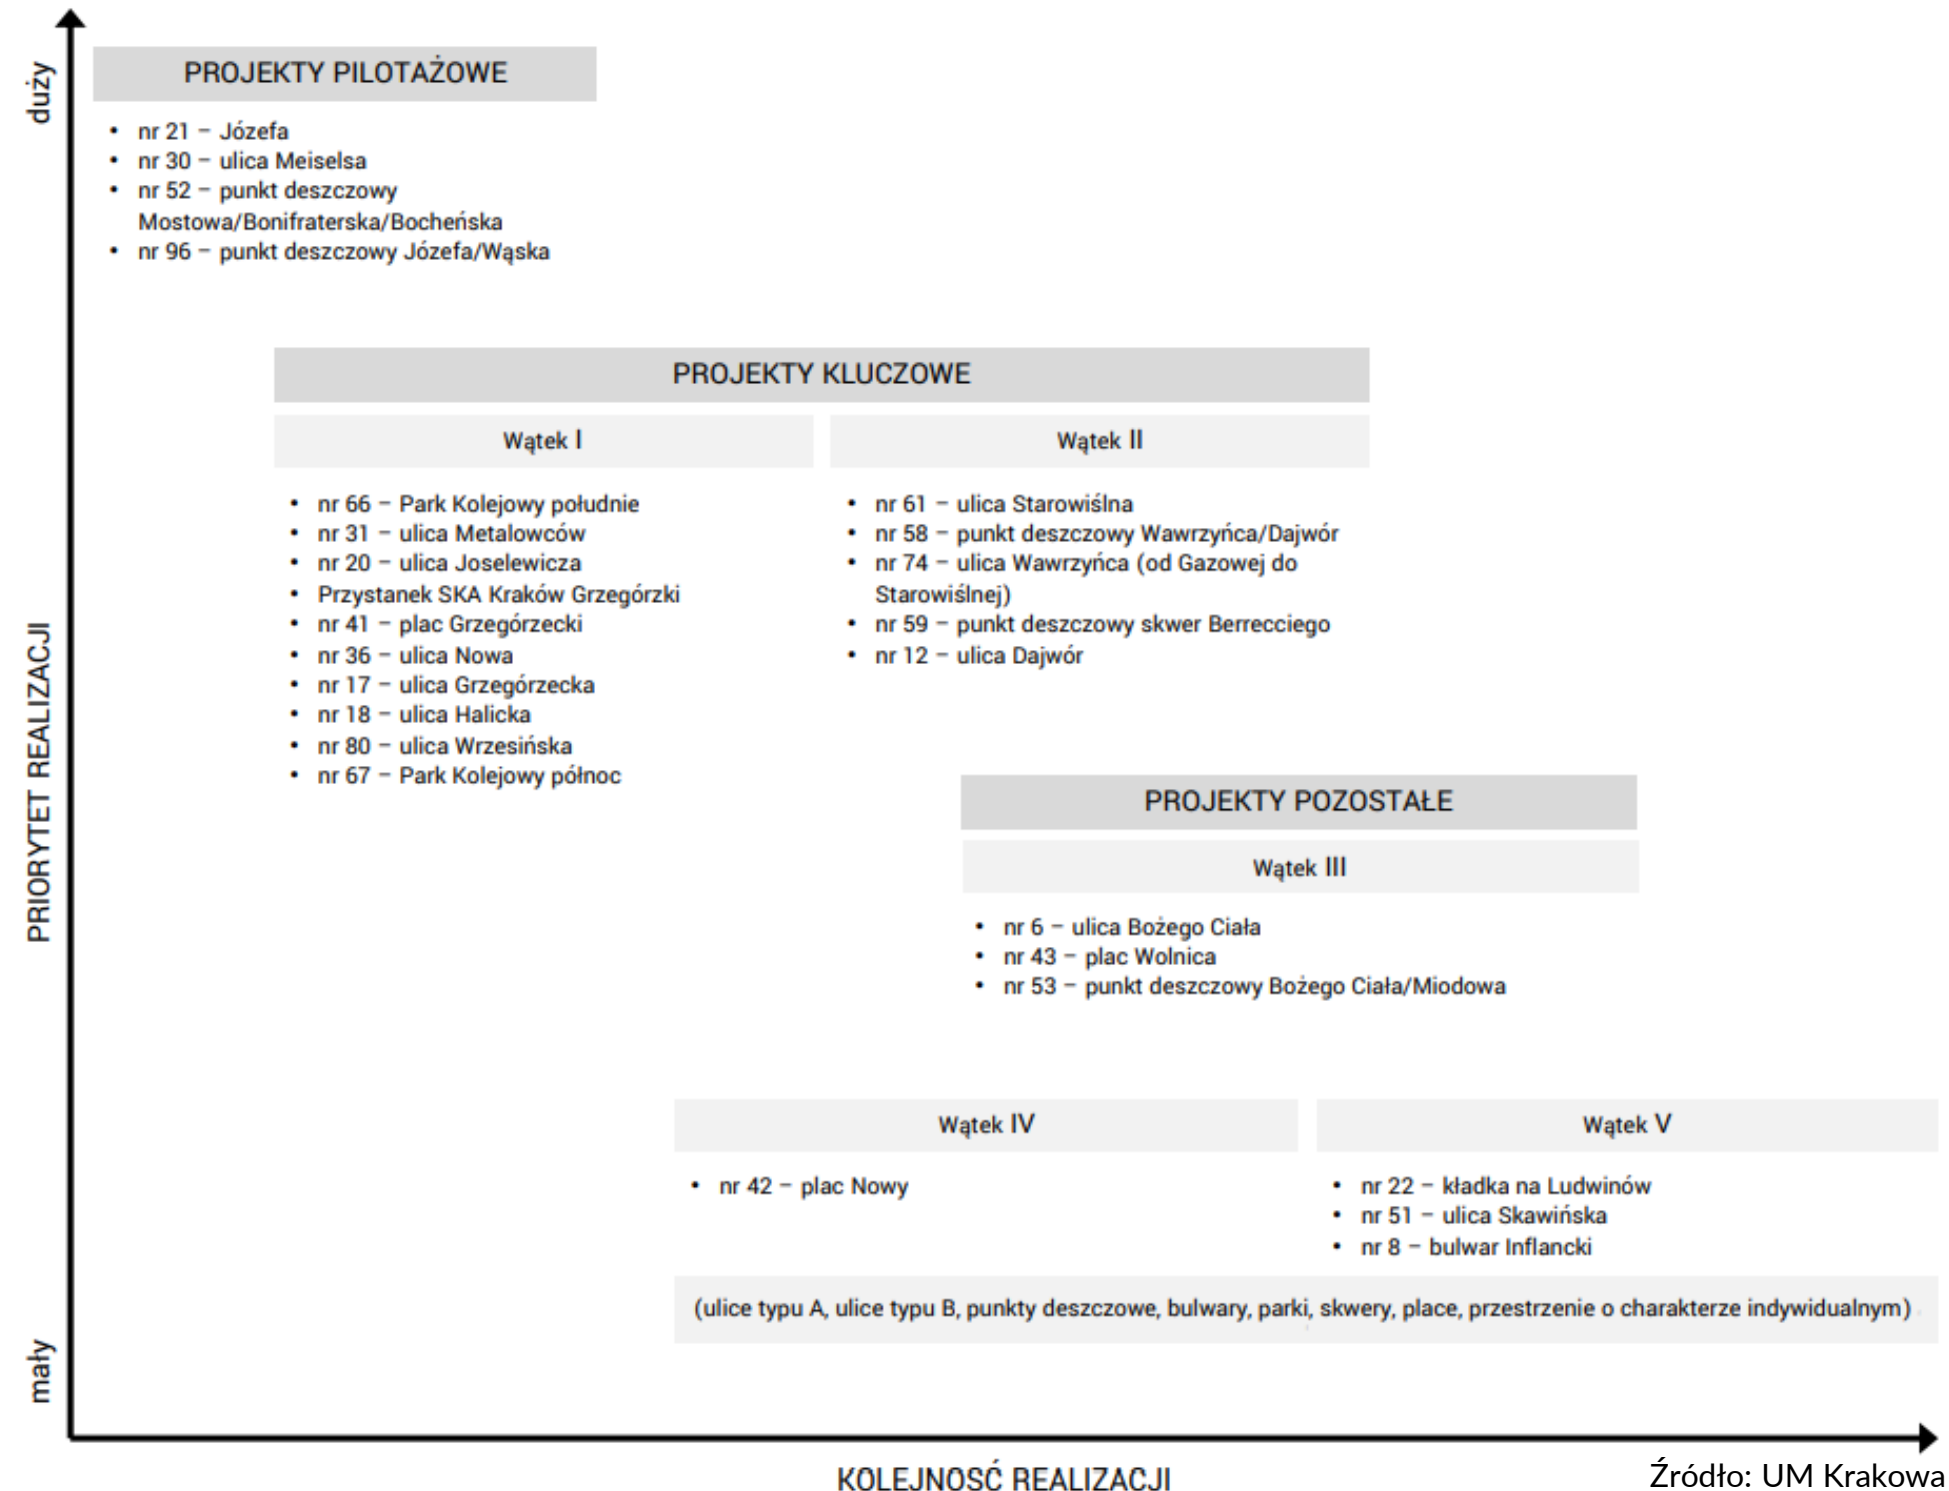 duży
PROJEKTY PILOTAŻOWE
• nr 21 – Józefa
• nr 30 – ulica Meiselsa
• nr 52 – punkt deszczowy
Mostowa/Bonifraterska/Bocheńska
• nr 96 – punkt deszczowy Józefa/Wąska
PROJEKTY KLUCZOWE
Wątek I
• nr 66 – Park Kolejowy południe
• nr 31 – ulica Metalowców
• nr 20 – ulica Joselewicza
• Przystanek SKA Kraków Grzegórzki
• nr 41 – plac Grzegórzecki
• nr 36 – ulica Nowa
• nr 17 – ulica Grzegórzecka
• nr 18 – ulica Halicka
• nr 80 – ulica Wrzesińska
• nr 67 – Park Kolejowy północ
Wątek II
• nr 61 – ulica Starowiślna
• nr 58 – punkt deszczowy Wawrzyńca/Dajwór
• nr 74 – ulica Wawrzyńca (od Gazowej do
Starowiślnej)
• nr 59 – punkt deszczowy skwer Berrecciego
• nr 12 – ulica Dajwór
PRIORYTET REALIZACJI
PROJEKTY POZOSTAŁE
Wątek III
• nr 6 – ulica Bożego Ciała
• nr 43 – plac Wolnica
• nr 53 – punkt deszczowy Bożego Ciała/Miodowa
Wątek IV
• nr 42 – plac Nowy
Wątek V
• nr 22 – kładka na Ludwinów
• nr 51 – ulica Skawińska
• nr 8 – bulwar Inflancki
(ulice typu A, ulice typu B, punkty deszczowe, bulwary, parki, skwery, place, przestrzenie o charakterze indywidualnym)
mały
KOLEJNOSĆ REALIZACJI
Źródło: UM Krakowa